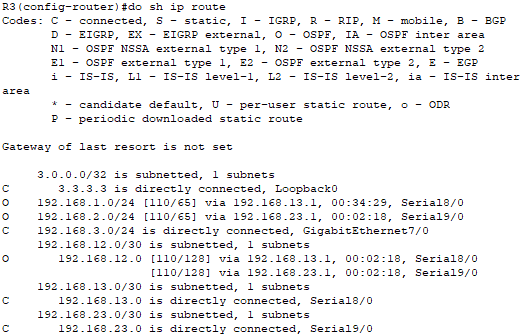 R3(config-router)#do sh ip route
Codes: C - connected, S - static, I - IGRP, R - RIP, M - mobile, B - BGP
       D - EIGRP, EX - EIGRP external, O - OSPF, IA - OSPF inter area
       N1 - OSPF NSSA external type 1, N2 - OSPF NSSA external type 2
       E1 - OSPF external type 1, E2 - OSPF external type 2, E - EGP
       i - IS-IS, L1 - IS-IS level-1, L2 - IS-IS level-2, ia - IS-IS inter
area
       * - candidate default, U - per-user static route, o - ODR
       P - periodic downloaded static route

Gateway of last resort is not set

     3.0.0.0/32 is subnetted, 1 subnets
C       3.3.3.3 is directly connected, Loopback0
O    192.168.1.0/24 [110/65] via 192.168.13.1, 00:34:29, Serial8/0
O    192.168.2.0/24 [110/65] via 192.168.23.1, 00:02:18, Serial9/0
C    192.168.3.0/24 is directly connected, GigabitEthernet7/0
     192.168.12.0/30 is subnetted, 1 subnets
O       192.168.12.0 [110/128] via 192.168.13.1, 00:02:18, Serial8/0
                     [110/128] via 192.168.23.1, 00:02:18, Serial9/0
     192.168.13.0/30 is subnetted, 1 subnets
C       192.168.13.0 is directly connected, Serial8/0
     192.168.23.0/30 is subnetted, 1 subnets
C       192.168.23.0 is directly connected, Serial9/0